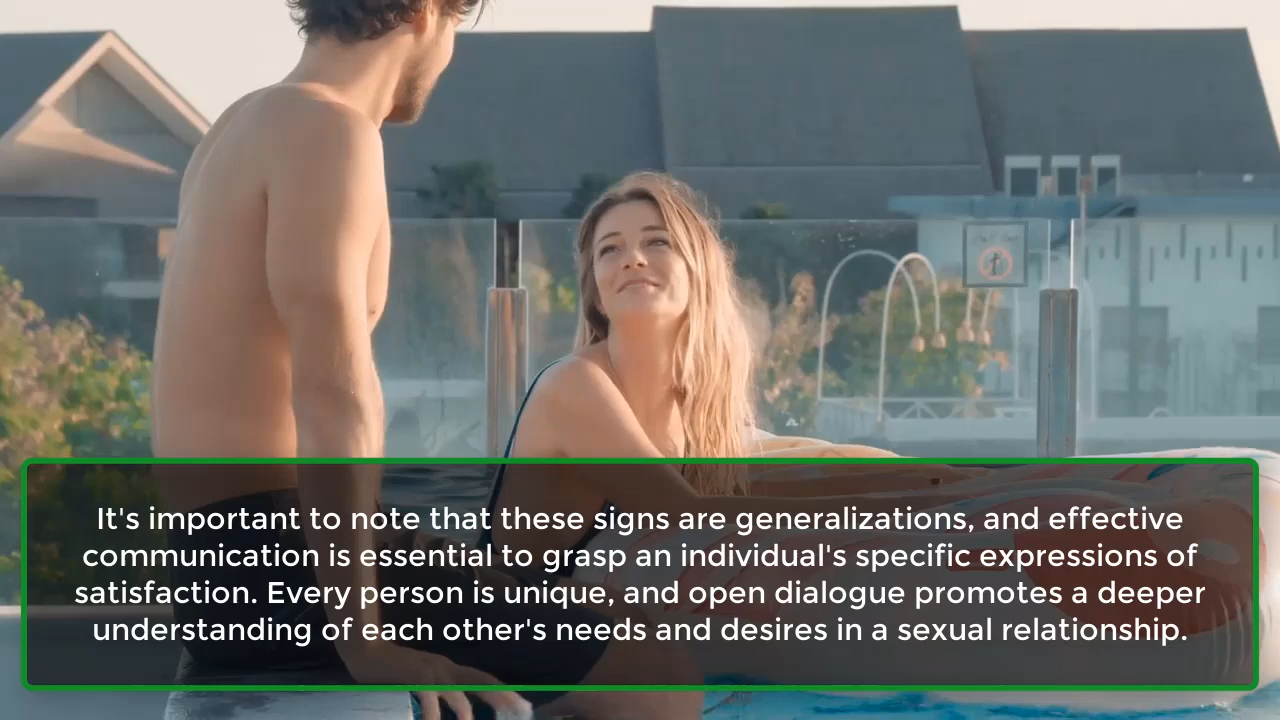 It's important to note that these signs are generalizations, and effective
communication is essential to grasp an individual's specific expressions of
satisfaction. Every person is unique, and open dialogue promotes a deeper
understanding of each other's needs and desires in a sexual relationship.